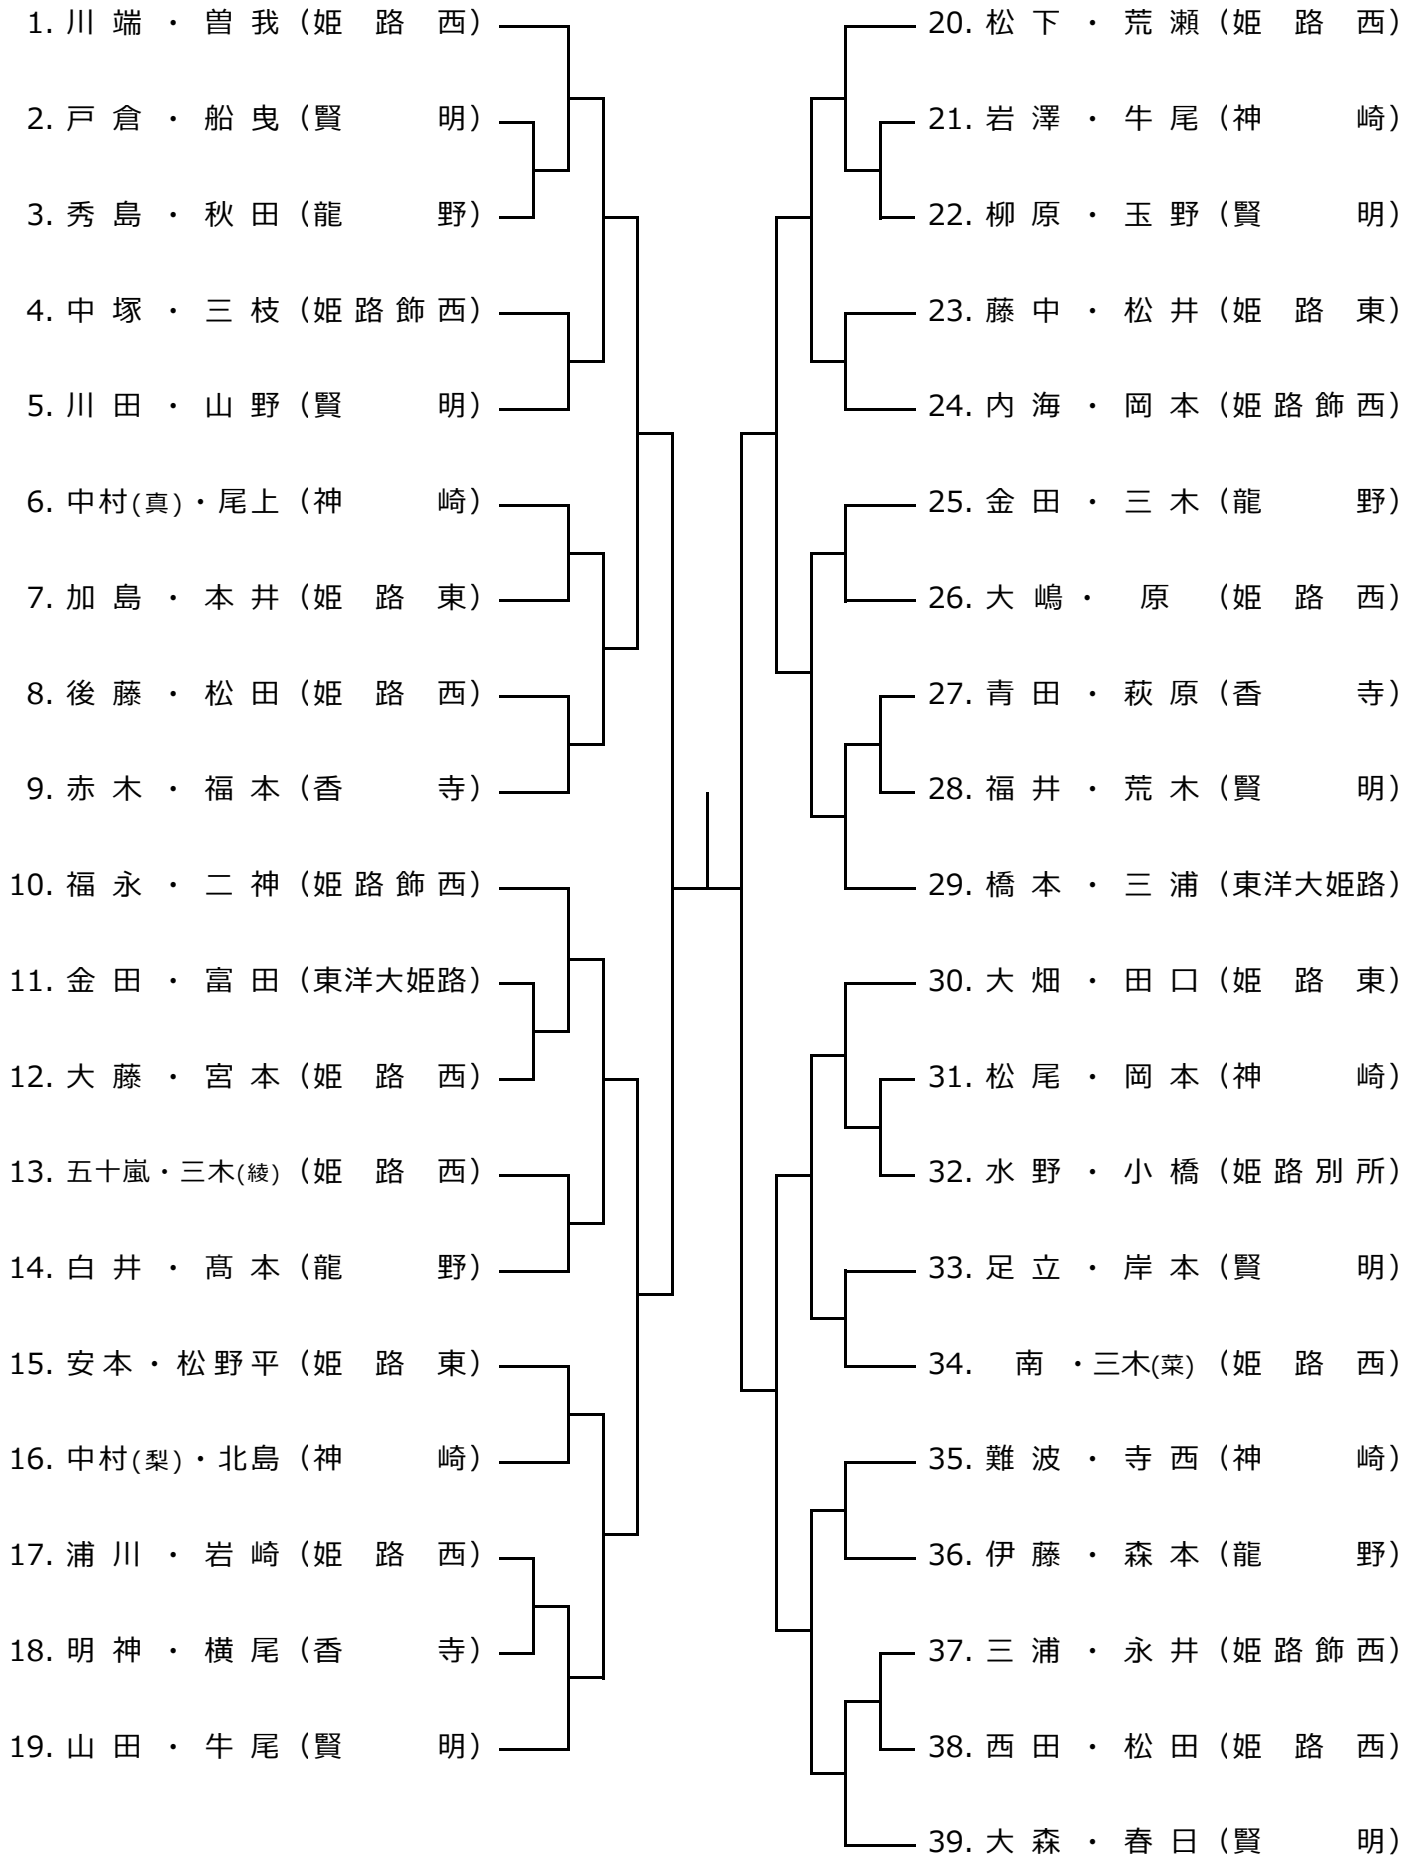 1. 川端・曽我（姫路西）
2. 戸倉・船曳（賢明）
3. 秀島・秋田（龍野）
4. 中塚・三枝（姫路飾西）
5. 川田・山野（賢明）
6. 中村(真)・尾上（神崎）
7. 加島・本井（姫路東）
8. 後藤・松田（姫路西）
9. 赤木・福本（香寺）
10. 福永・二神（姫路飾西）
11. 金田・富田（東洋大姫路）
12. 大藤・宮本（姫路西）
13. 五十嵐・三木(綾)（姫路西）
14. 白井・髙本（龍野）
15. 安本・松野平（姫路東）
16. 中村(梨)・北島（神崎）
17. 浦川・岩崎（姫路西）
18. 明神・横尾（香寺）
19. 山田・牛尾（賢明）
20. 松下・荒瀬（姫路西）
21. 岩澤・牛尾（神崎）
22. 柳原・玉野（賢明）
23. 藤中・松井（姫路東）
24. 内海・岡本（姫路飾西）
25. 金田・三木（龍野）
26. 大嶋・原（姫路西）
27. 青田・萩原（香寺）
28. 福井・荒木（賢明）
29. 橋本・三浦（東洋大姫路）
30. 大畑・田口（姫路東）
31. 松尾・岡本（神崎）
32. 水野・小橋（姫路別所）
33. 足立・岸本（賢明）
34. 南・三木(菜)（姫路西）
35. 難波・寺西（神崎）
36. 伊藤・森本（龍野）
37. 三浦・永井（姫路飾西）
38. 西田・松田（姫路西）
39. 大森・春日（賢明）